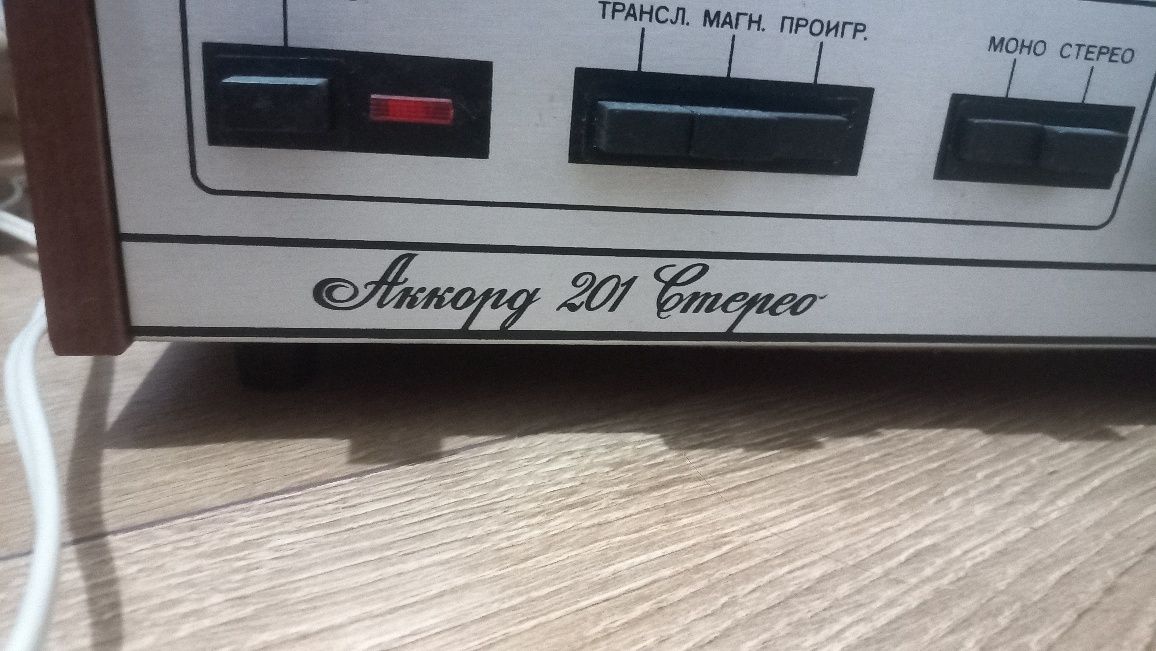 ТРАНСЛ. МАГН. ПРОИГР.
МОНО СТЕРЕО
Аккорд 201 Стерео